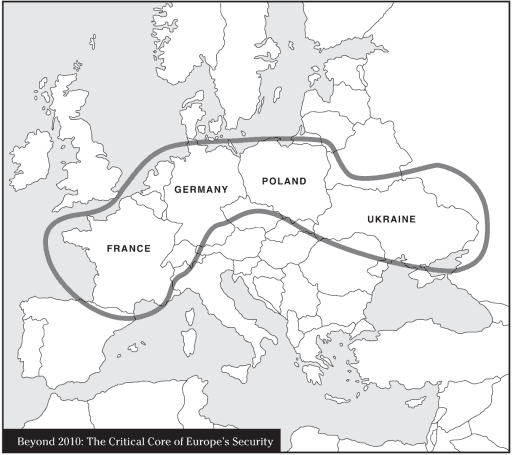 POLAND
GERMANY
UKRAINE
FRANCE
Beyond 2010: The Critical Core of Europe's Security